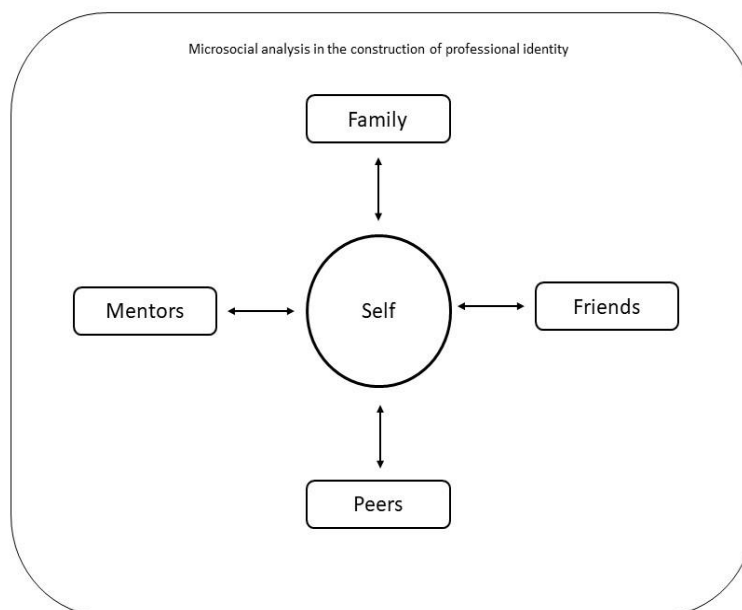 Microsocial analysis in the construction of professional identity
Family
Mentors
Self
Friends
Peers